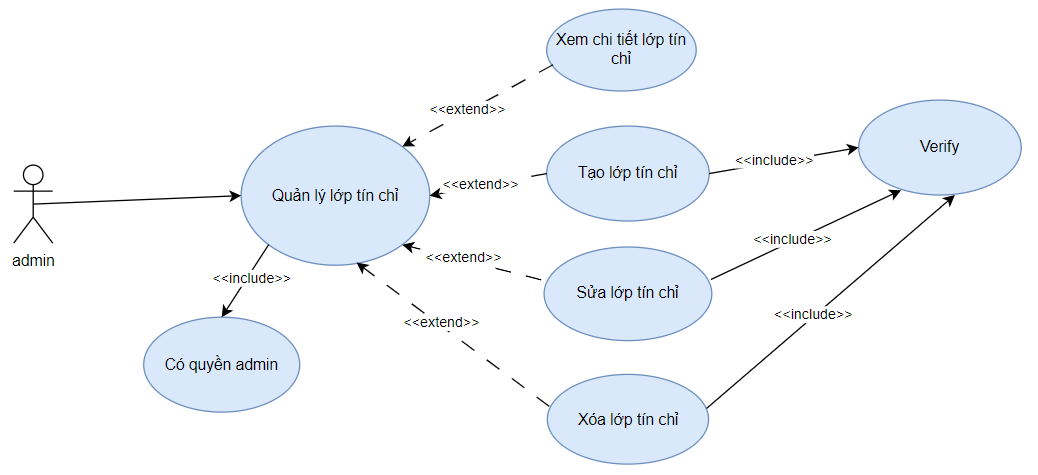 Xem chi tiết lớp tín
chỉ
<<extend>>
Tạo lớp tín chỉ
<<include>>
Verify
Quản lý lớp tín chỉ
<<extend>>
admin
<<include>>
<<extend>>
Sửa lớp tín chỉ
<<include>>
<<extend>>
<<include>>
Có quyền admin
Xóa lớp tín chỉ